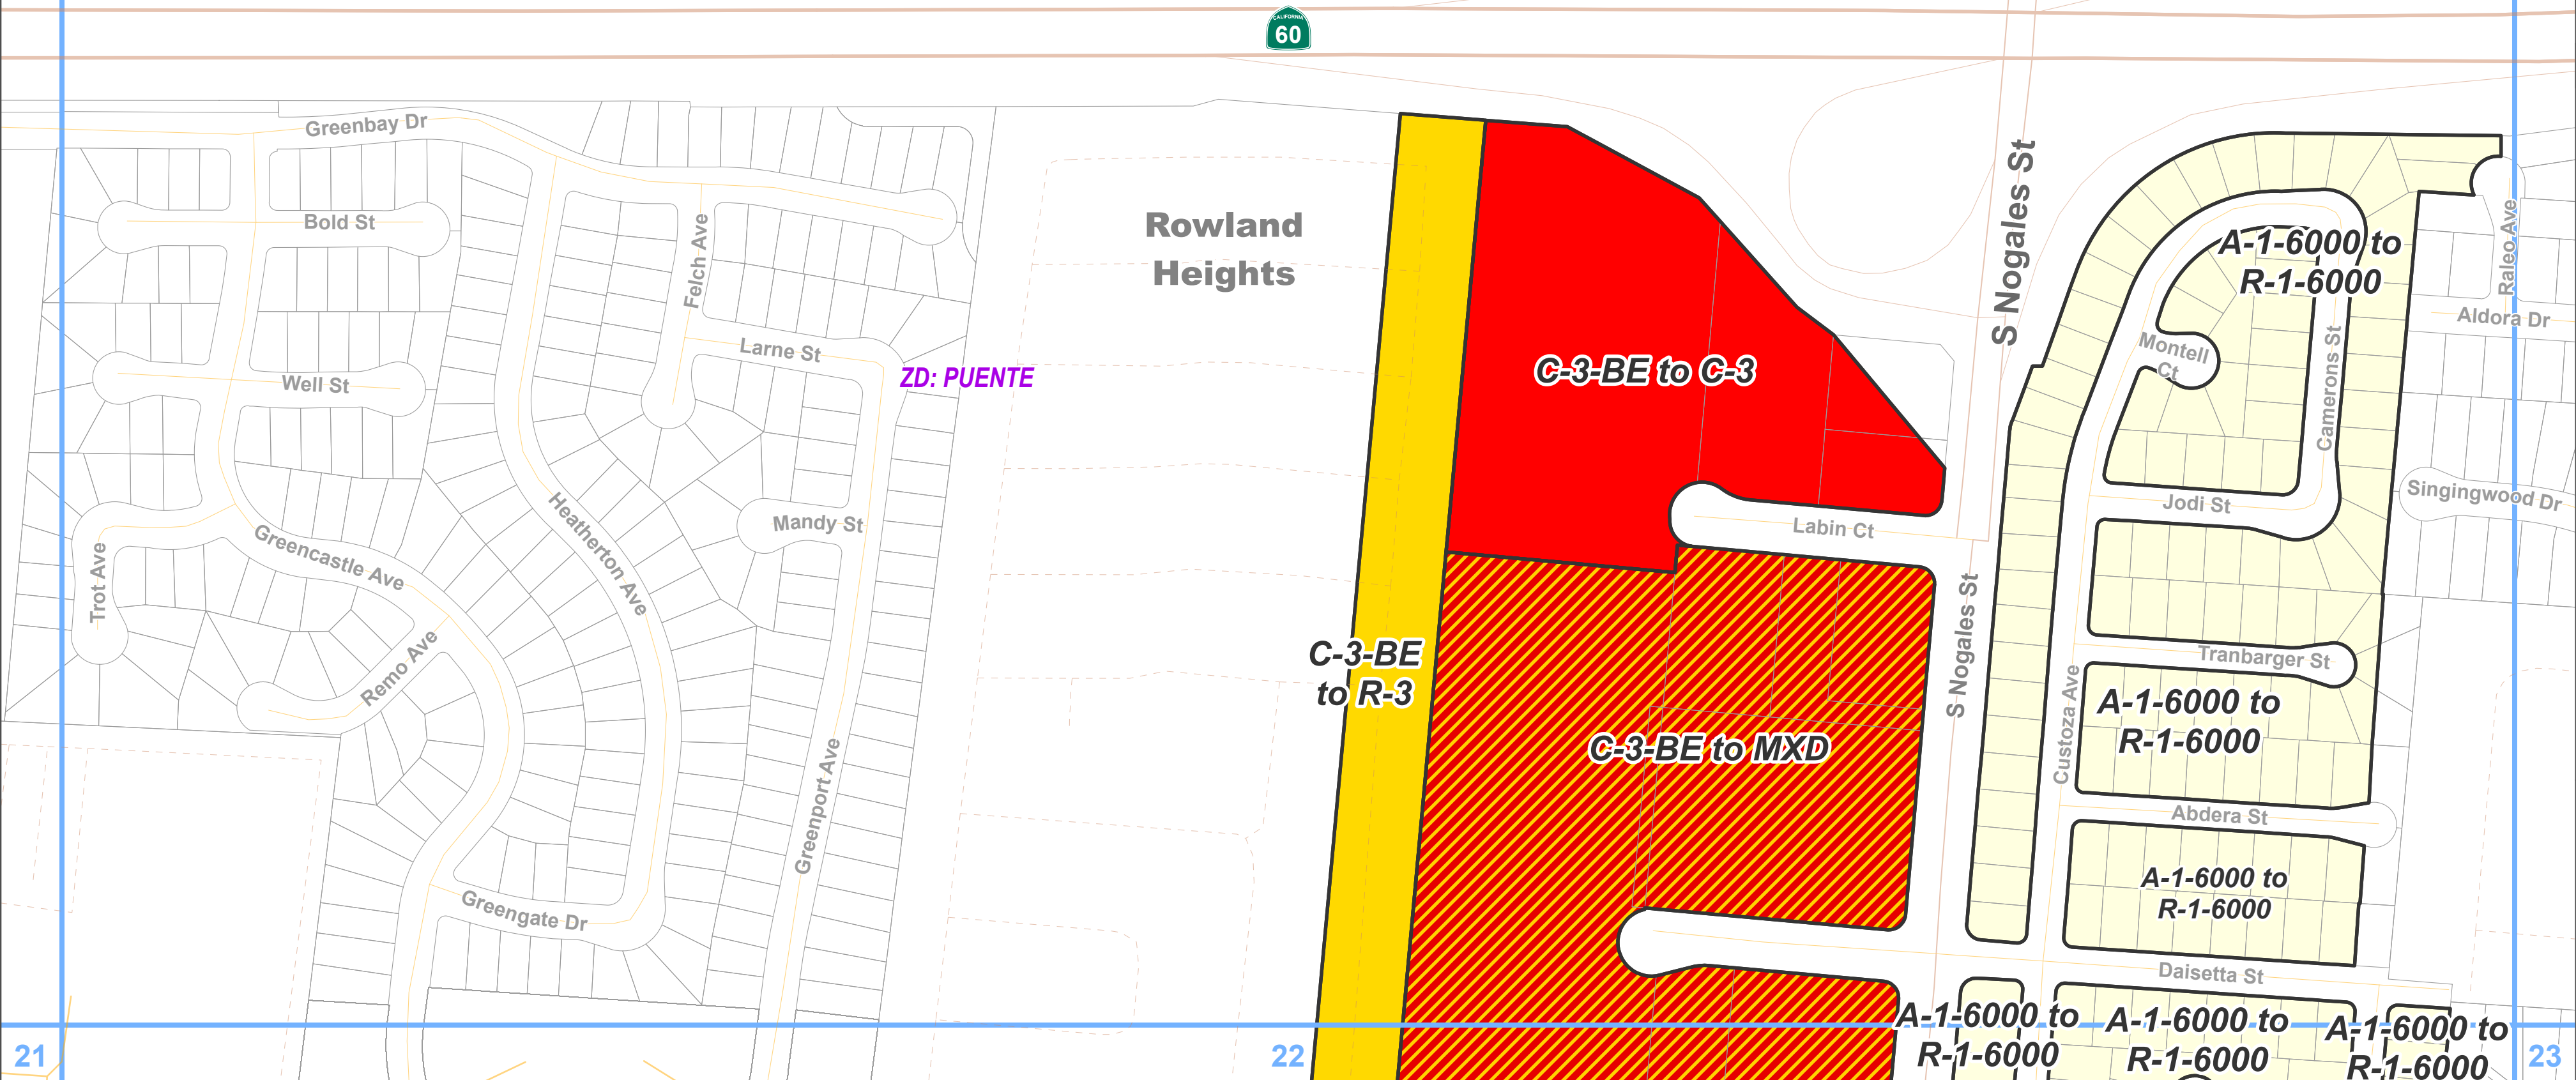 CALIFORNIA
60
Greenbay Dr
Bold St
Felch Ave
Well St
Larne St
Mandy St
Heatherton Ave
Greencastle Ave
Trot Ave
Remo Ave
Greenport Ave
Greengate Dr
Rowland
Heights
ZD: PUENTE
C-3-BE to C-3
Labin Ct
C-3-BE
to R-3
C-3-BE to MXD
S Nogales St
S Nogales St
A-1-6000 to
R-1-6000
Raleo Ave
Aldora Dr
Montell
Ct
Camerons St
Singingwood Dr
Jodi St
Tranbarger St
Custoza Ave
A-1-6000 to
R-1-6000
Abdera St
A-1-6000 to
R-1-6000
Daisetta St
A-1-6000 to
R-1-6000
A-1-6000 to
R-1-6000
A-1-6000 to
R-1-6000
21
22
23